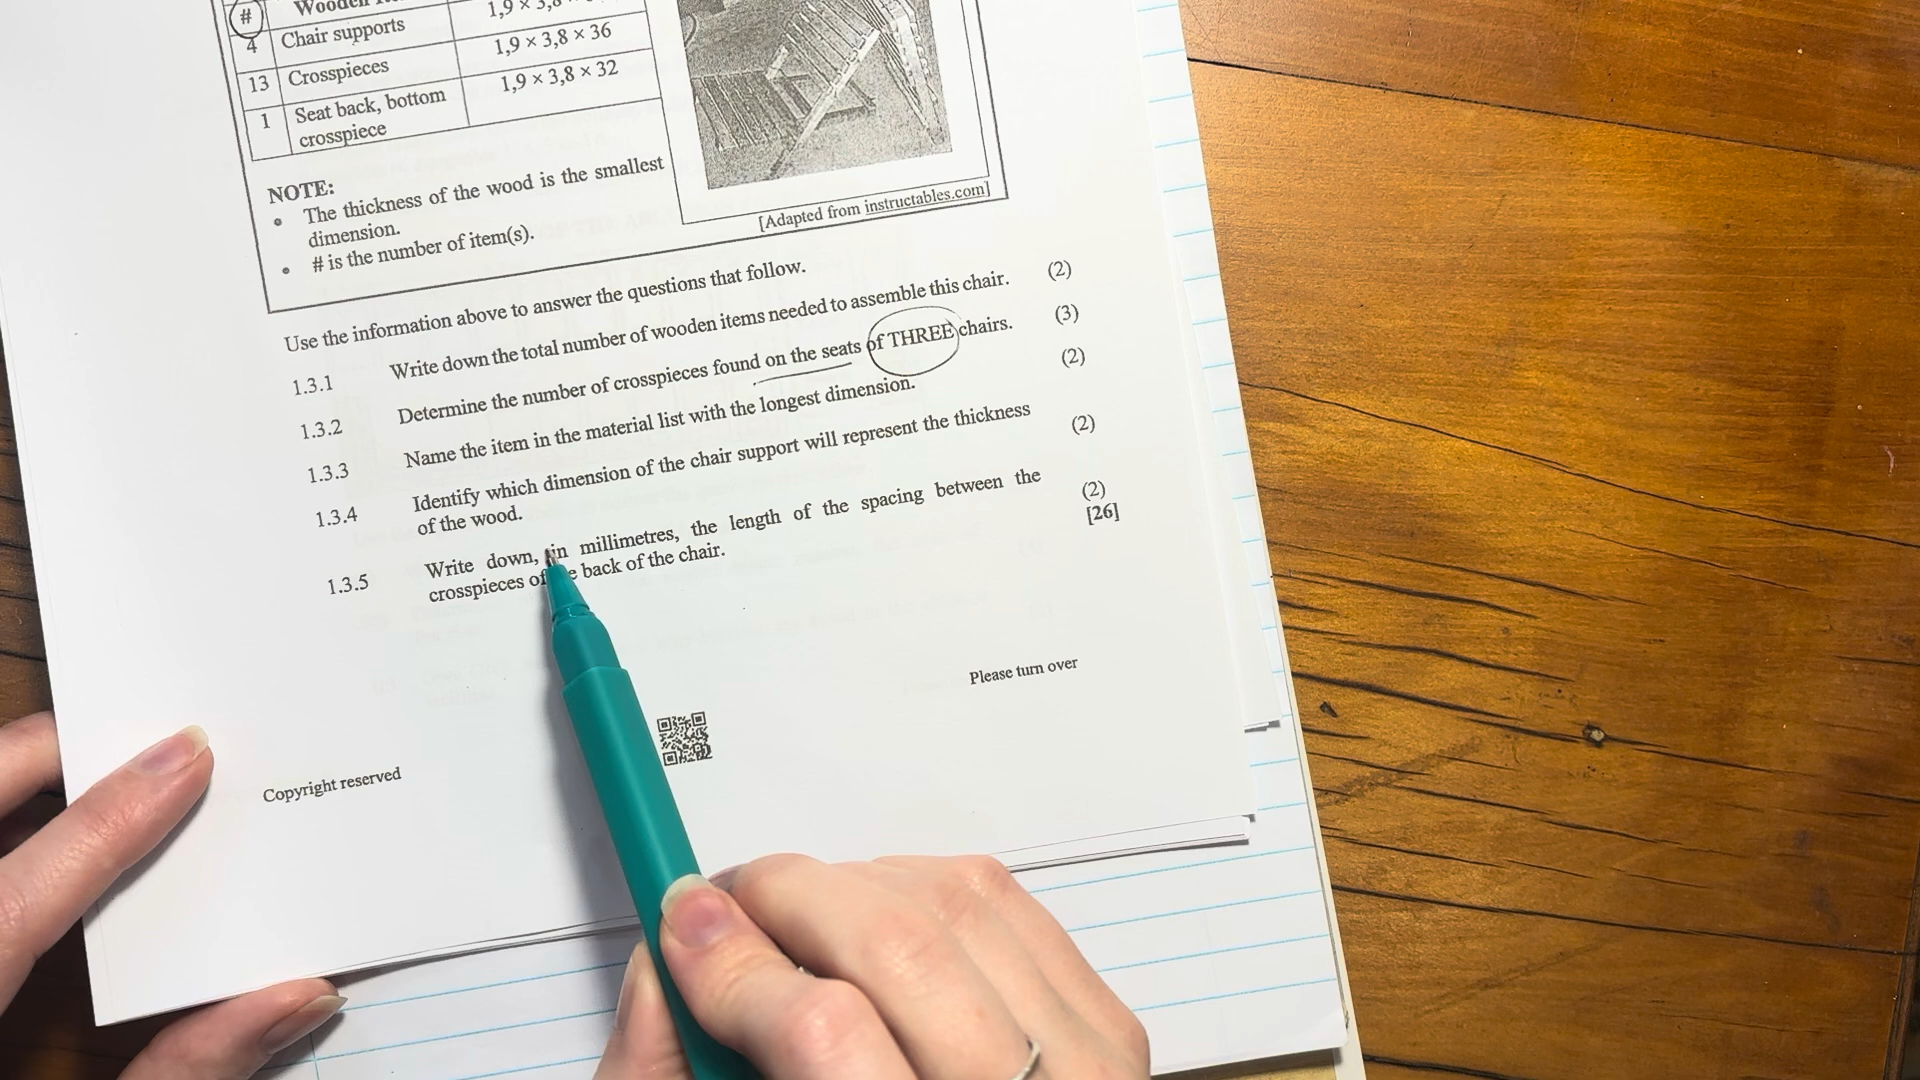 #
Wooden
4 Chair supports 1,9 × 3,8 ×
13 Crosspieces 1,9 × 3,8 × 36
1 Seat back, bottom 1,9 × 3,8 × 32
crosspiece
NOTE:
• The thickness of the wood is the smallest
dimension.
• # is the number of item(s).
[Adapted from instructables.com]
Use the information above to answer the questions that follow.
1.3.1 Write down the total number of wooden items needed to assemble this chair. (2)
1.3.2 Determine the number of crosspieces found on the seats of THREE chairs. (3)
1.3.3 Name the item in the material list with the longest dimension. (2)
1.3.4 Identify which dimension of the chair support will represent the thickness
of the wood. (2)
1.3.5 Write down, in millimetres, the length of the spacing between the
crosspieces of back of the chair. (2)
[26]
Please turn over
Copyright reserved